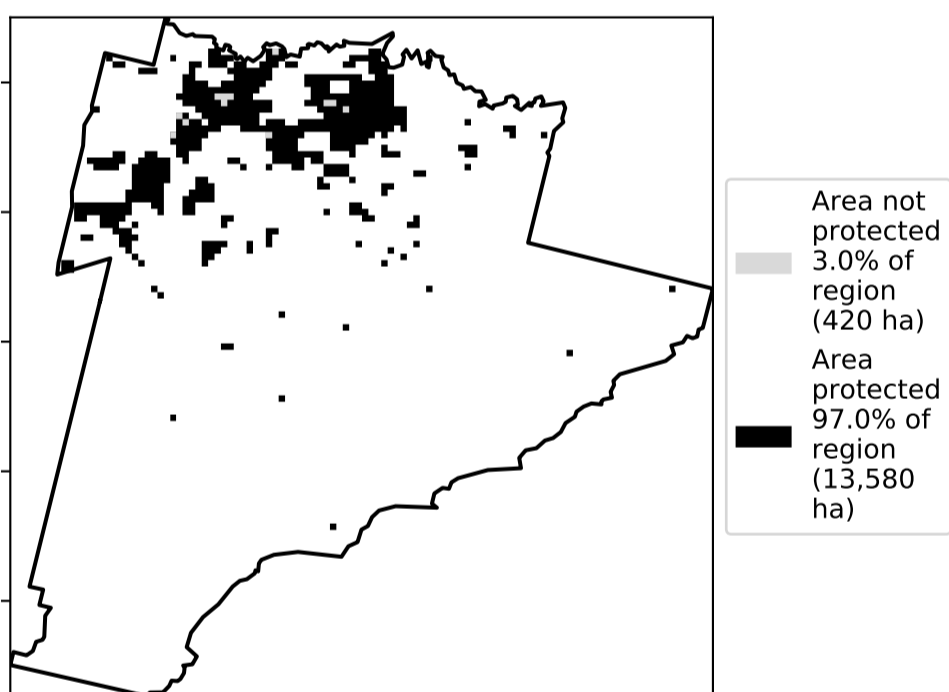 Area not
protected
3.0% of
region
(420 ha)
Area
protected
97.0% of
region
(13,580
ha)